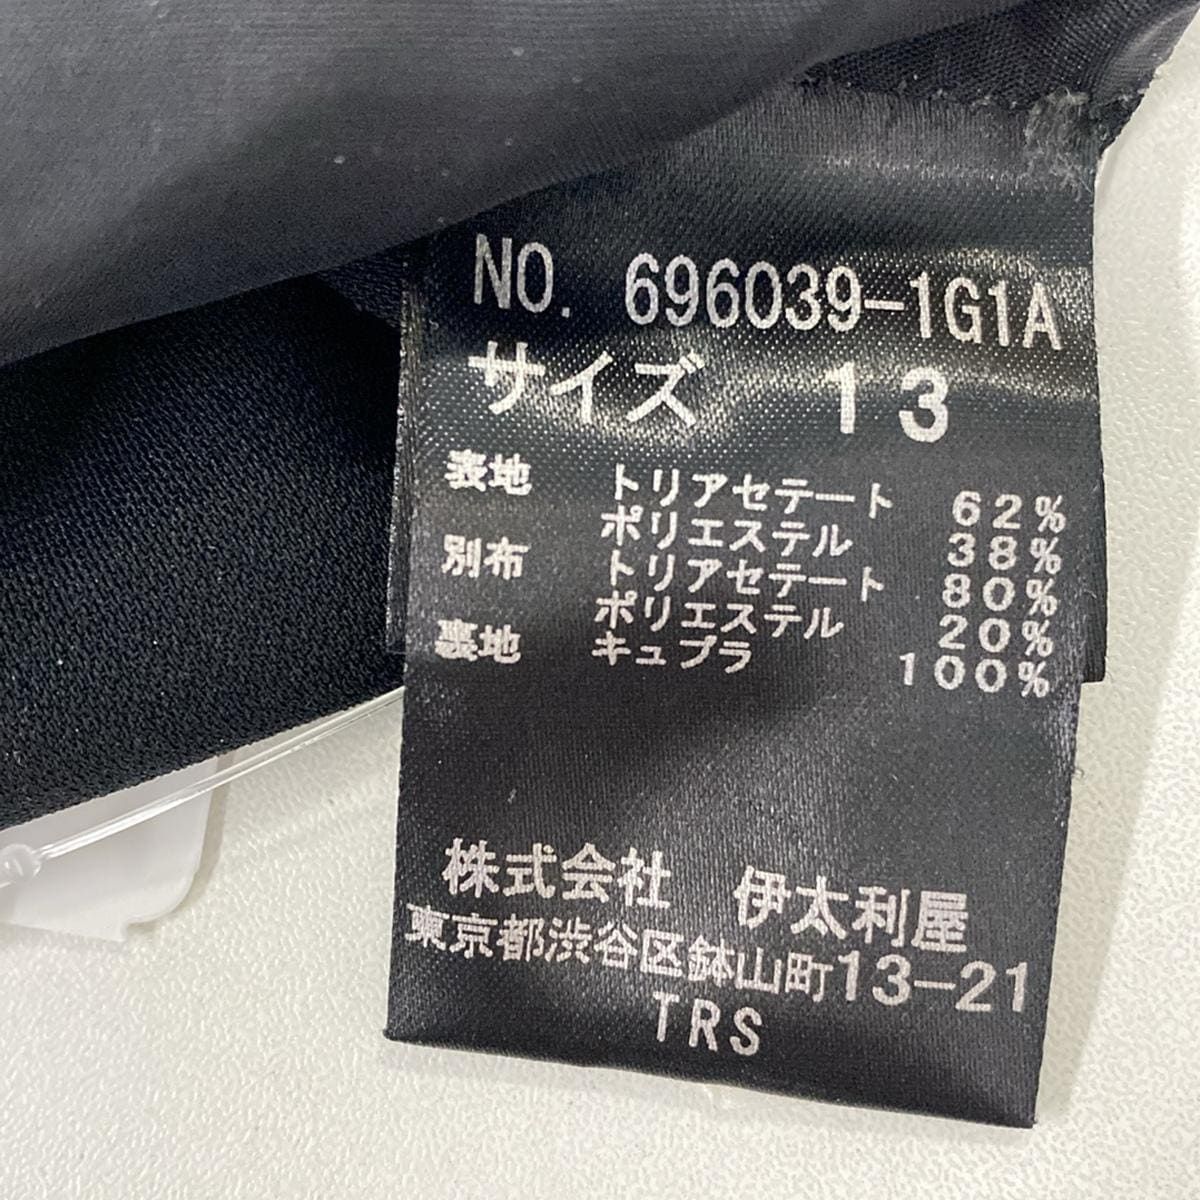 NO. 696039-1G1A
サイズ 13
表地 トリアセテート 62%
ポリエステル 38%
別布 トリアセテート 80%
ポリエステル 20%
裏地 キュプラ 100%
株式会社 伊太利屋
東京都渋谷区鉢山町13-21
TRS